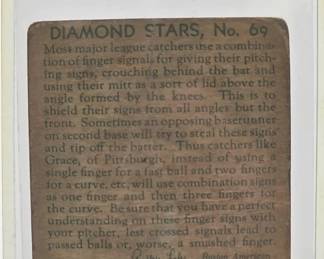 DIAMOND STARS, No. 69
Most major league catchers use a combina-
tion of finger signals for giving their pitch-
ing signs, crouching behind the bat and
using their mitt as a sort of lid above the
angle formed by the knees. This is to
shield their signs from all angles but the
front. Sometimes an opposing baserunner
on second base will try to steal these signs
and tip off the batter. Thus catchers like
Grace, of Pittsburgh, instead of using a
single finger for a fast ball and two fingers
for a curve, etc, will use combination signs
as one finger and then three fingers for
the curve. Be sure that you have a perfect
understanding on these finger signs with
your pitcher, lest crossed signals lead to
passed balls or, worse, a smashed finger.